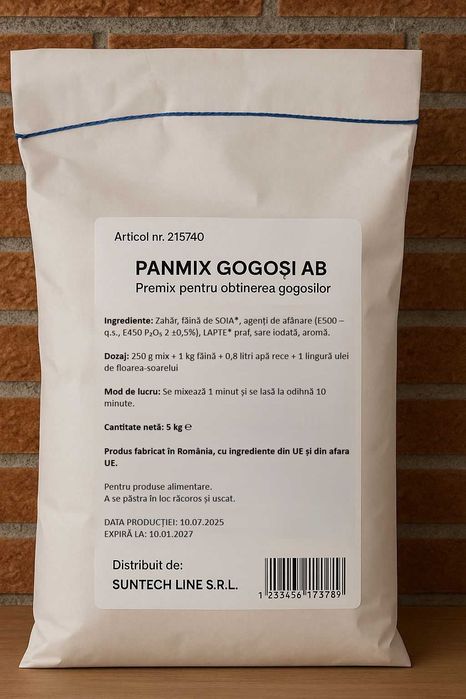 Articol nr. 215740
PANMIX GOGOȘI AB
Premix pentru obtinerea gogosilor
Ingrediente: Zahăr, făină de SOIA*, agenți de afânare (E500 –
q.s., E450 P₂O₅ 2 ±0,5%), LAPTE* praf, sare iodată, aromă.
Dozaj: 250 g mix + 1 kg făină + 0,8 litri apă rece + 1 lingură ulei
de floarea-soarelui
Mod de lucru: Se mixează 1 minut și se lasă la odihnă 10
minute.
Cantitate netă: 5 kg ℮
Produs fabricat în România, cu ingrediente din UE și din afara
UE.
Pentru produse alimentare.
A se păstra în loc răcoros și uscat.
DATA PRODUCȚIEI: 10.07.2025
EXPIRĂ LA: 10.01.2027
Distribuit de:
SUNTECH LINE S.R.L.
1 233456 173789